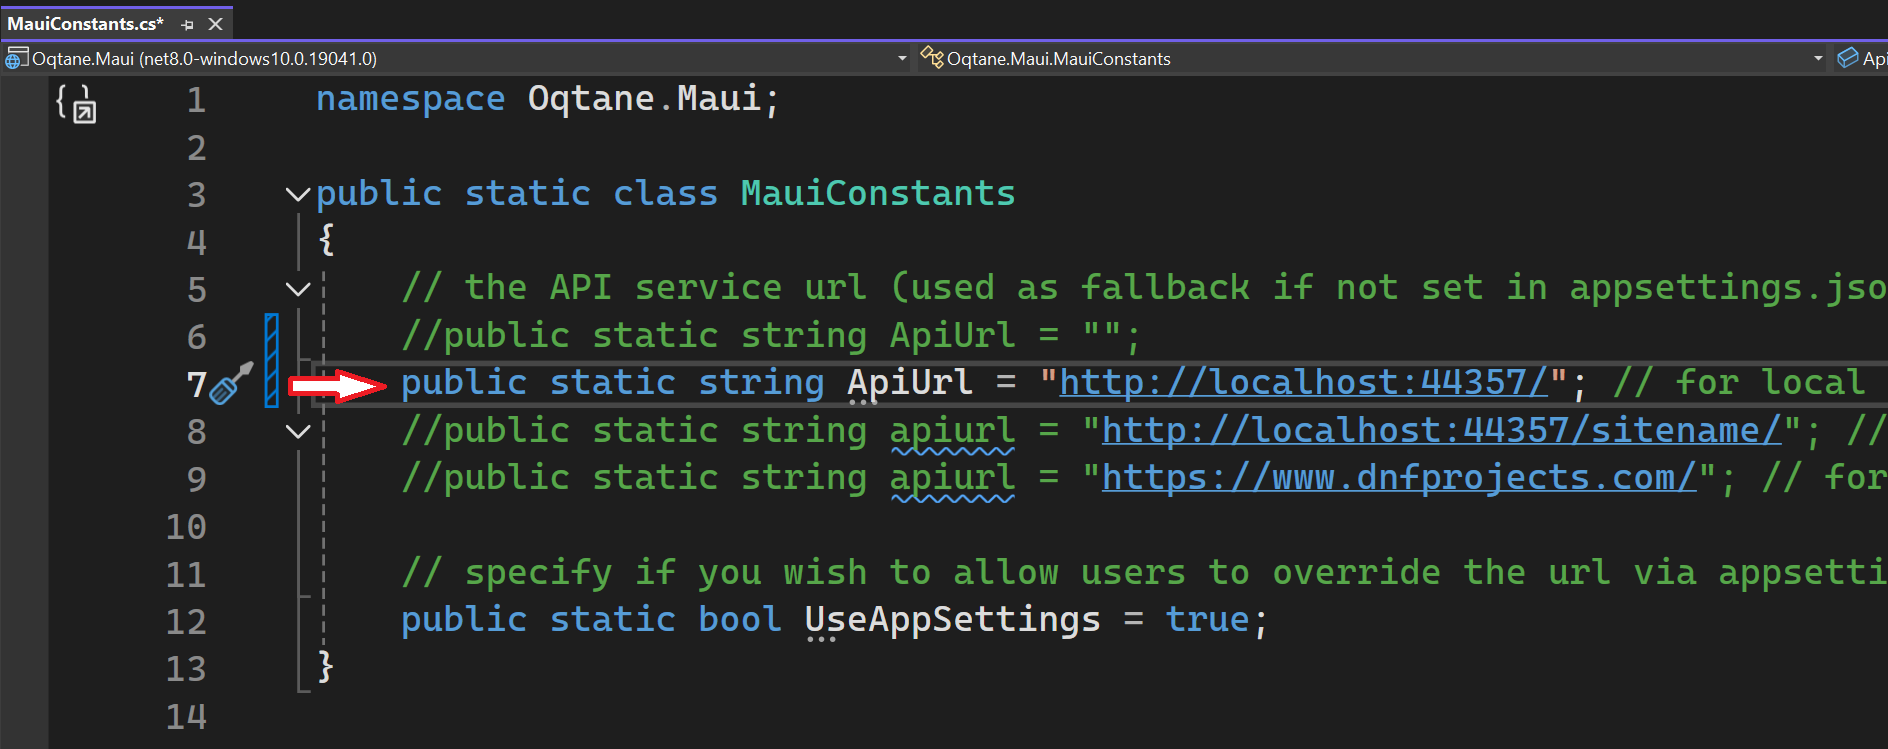 MauiConstants.cs*
Oqtane.Maui (net8.0-windows10.0.19041.0) Oqtane.Maui.MauiConstants Api
1 namespace Oqtane.Maui;
2
3 public static class MauiConstants
4 {
5 // the API service url (used as fallback if not set in appsettings.jso
6 //public static string ApiUrl = "";
7 public static string ApiUrl = "http://localhost:44357/"; // for local
8 //public static string apiurl = "http://localhost:44357/sitename/"; //
9 //public static string apiurl = "https://www.dnfprojects.com/"; // for
10
11 // specify if you wish to allow users to override the url via appsetti
12 public static bool UseAppSettings = true;
13 }
14